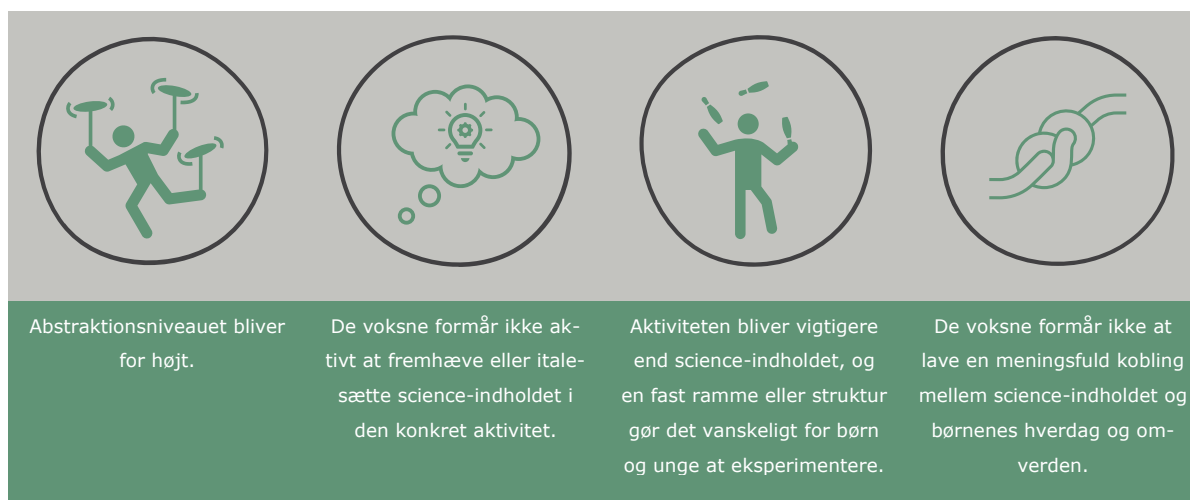 Abstraktionsniveauet bliver
for højt.
De voksne formår ikke ak-
tivt at fremhæve eller itale-
sætte science-indholdet i
den konkret aktivitet.
Aktiviteten bliver vigtigere
end science-indholdet, og
en fast ramme eller struktur
gør det vanskeligt for børn
og unge at eksperimentere.
De voksne formår ikke at
lave en meningsfuld kobling
mellem science-indholdet og
børnenes hverdag og om-
verden.